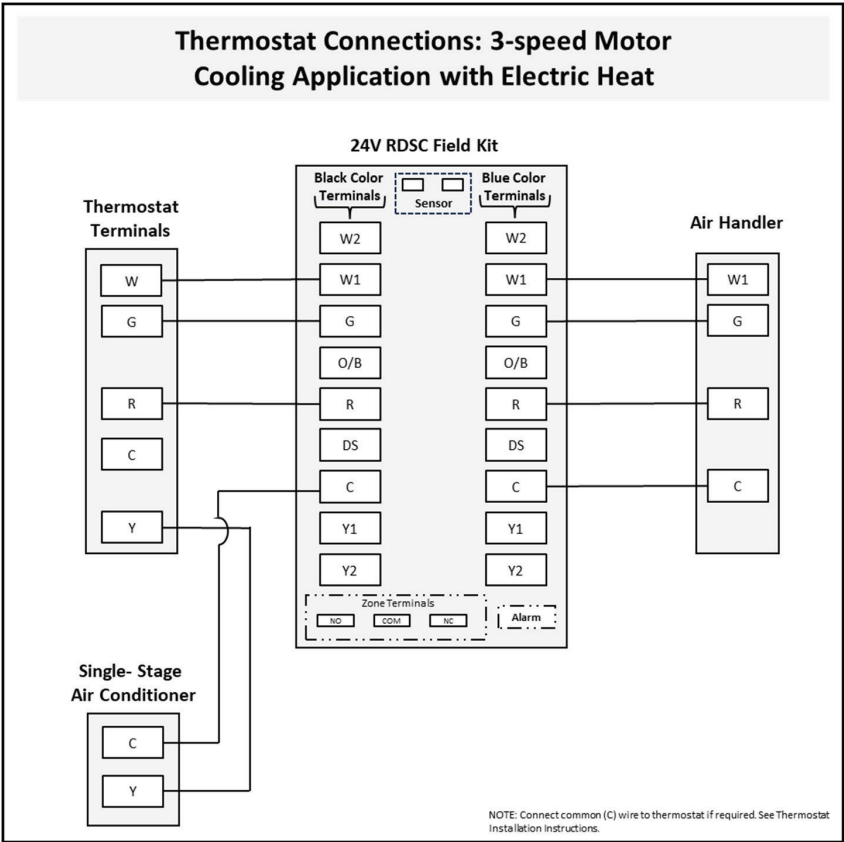 Thermostat Connections: 3-speed Motor
Cooling Application with Electric Heat
24V RDSC Field Kit
Black Color
Terminals
Sensor
Blue Color
Terminals
Thermostat
Terminals
Air Handler
W2
W2
W
W1
W1
W1
G
G
G
G
O/B
O/B
R
R
R
R
C
DS
DS
C
C
C
Y
Y1
Y1
Y2
Y2
Zone Terminals
NO
COM
NC
Alarm
Single- Stage
Air Conditioner
C
Y
NOTE: Connect common (C) wire to thermostat if required. See Thermostat
Installation Instructions.